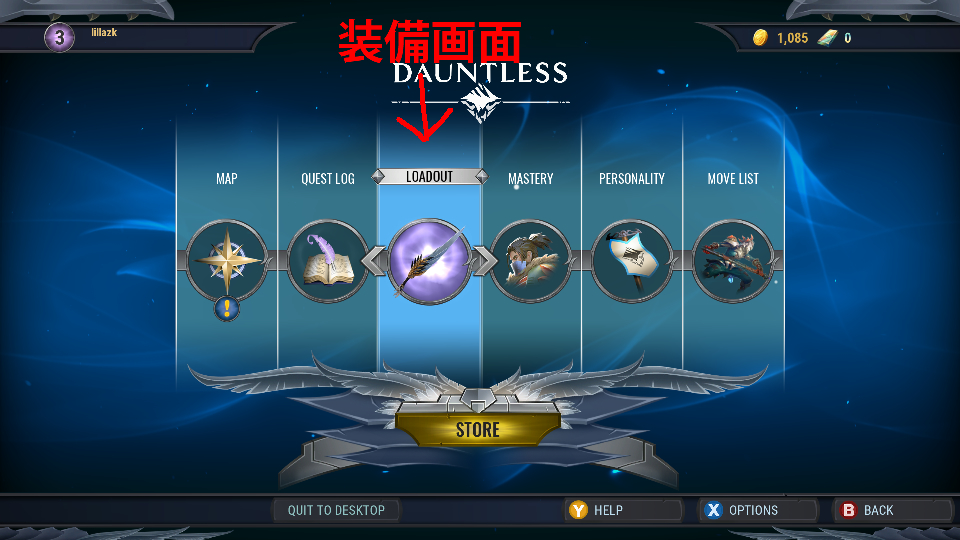 3
lillazk
1,085
0
装備画面
DAUNTLESS
MAP
QUEST LOG
LOADOUT
MASTERY
PERSONALITY
MOVE LIST
!
STORE
QUIT TO DESKTOP
Y HELP
X OPTIONS
B BACK